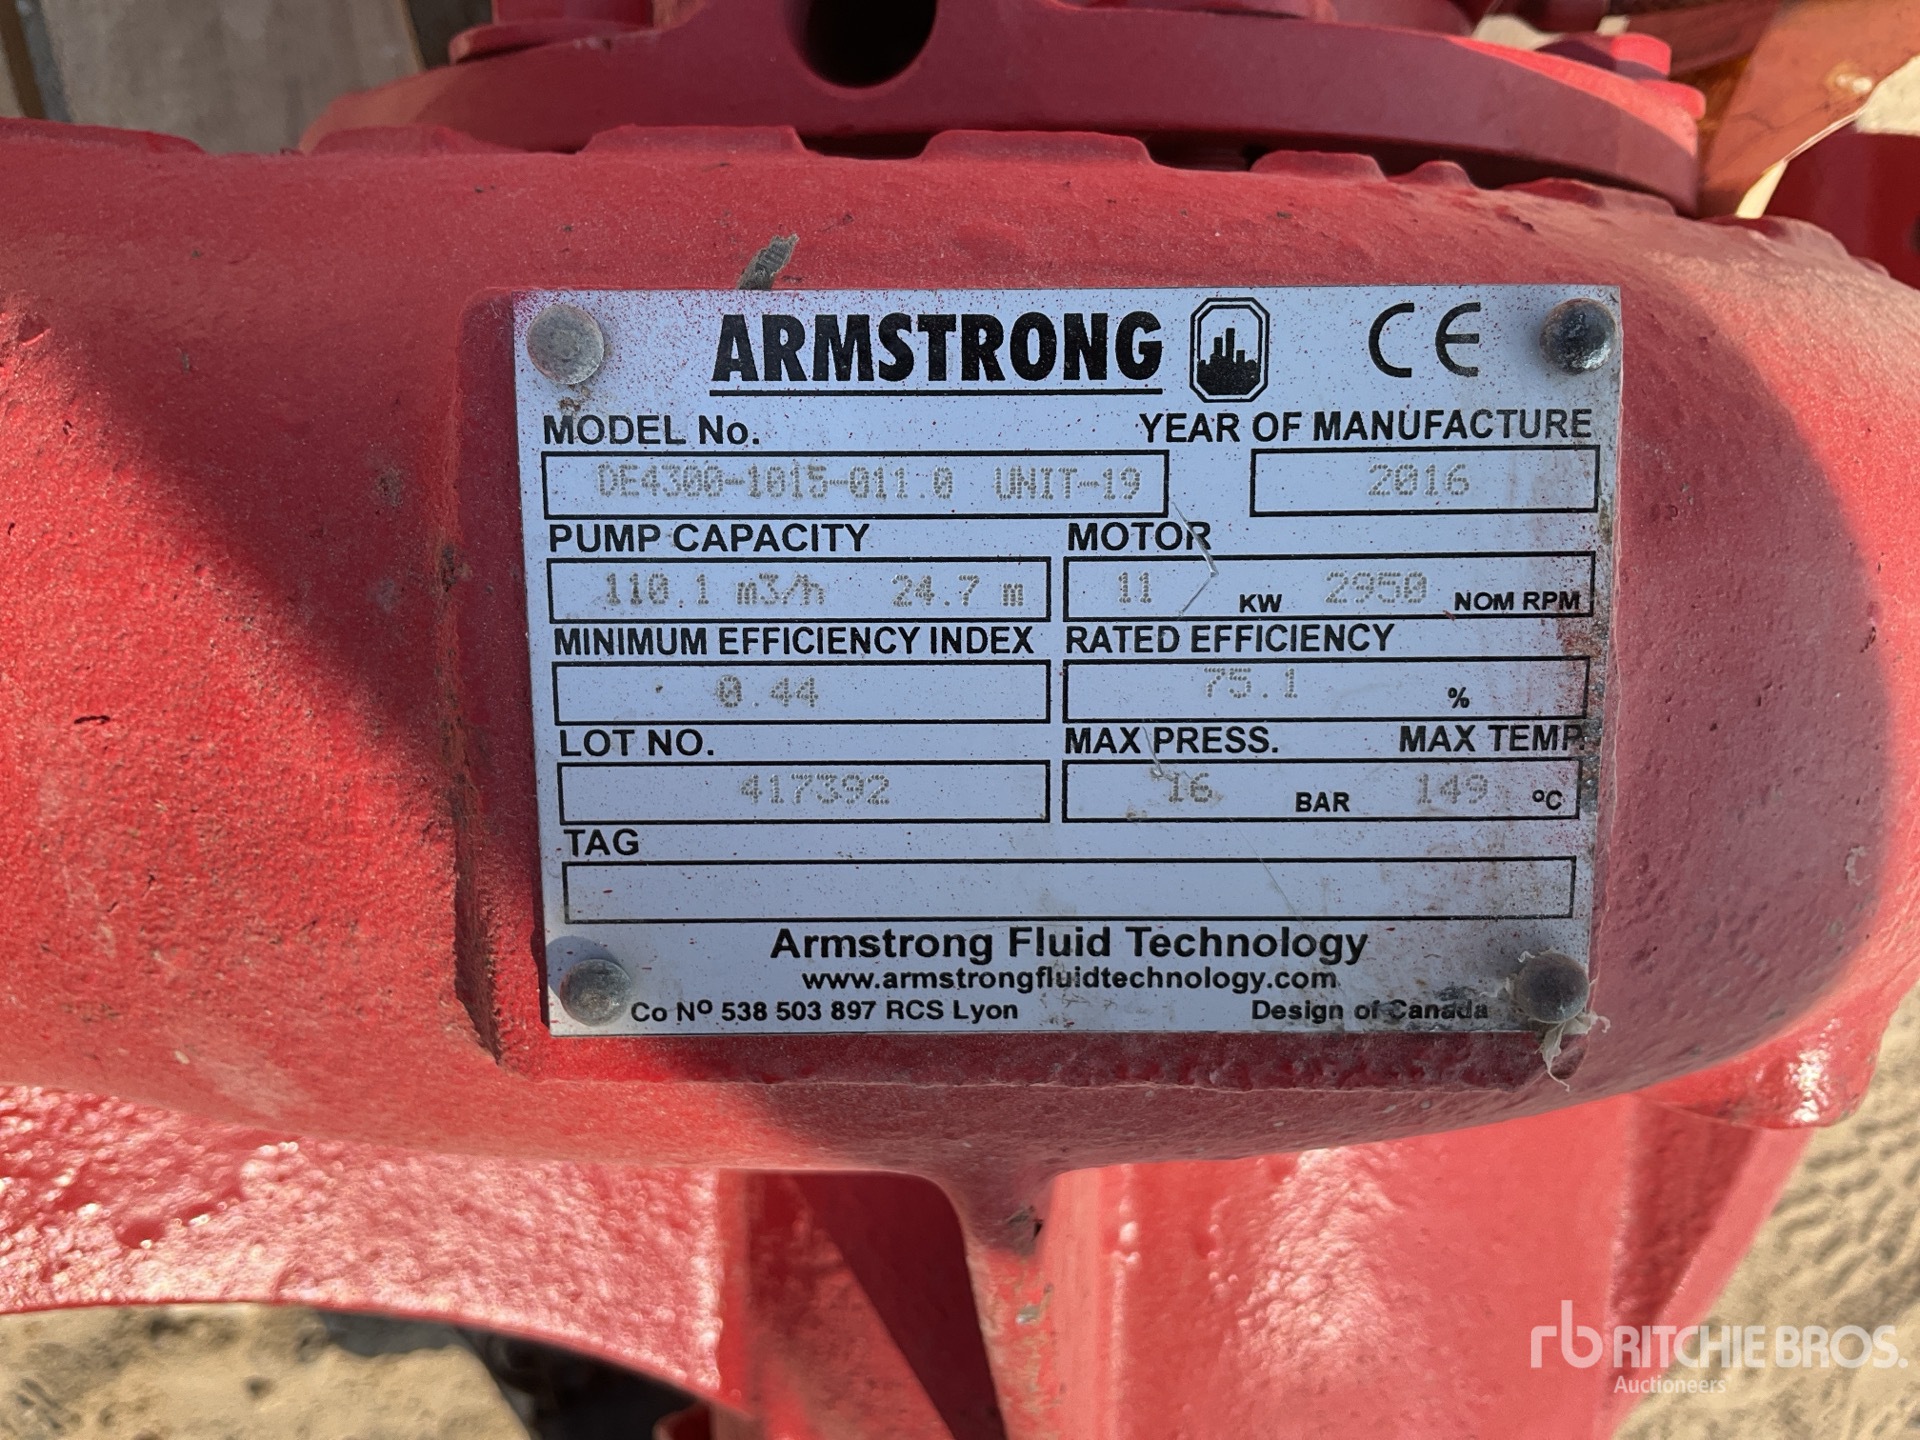 ARMSTRONG CE
MODEL No. YEAR OF MANUFACTURE
DE4300-1015-011.0 UNIT-19 2016
PUMP CAPACITY MOTOR
110.1 m3/h 24.7 m 11 KW 2950 NOM RPM
MINIMUM EFFICIENCY INDEX RATED EFFICIENCY
0.44 75.1 %
LOT NO. MAX PRESS. MAX TEMP.
417392 16 BAR 149 ºC
TAG
Armstrong Fluid Technology
www.armstrongfluidtechnology.com
Co Nº 538 503 897 RCS Lyon Design of Canada
rb RITCHIE BROS.
Auctioneers